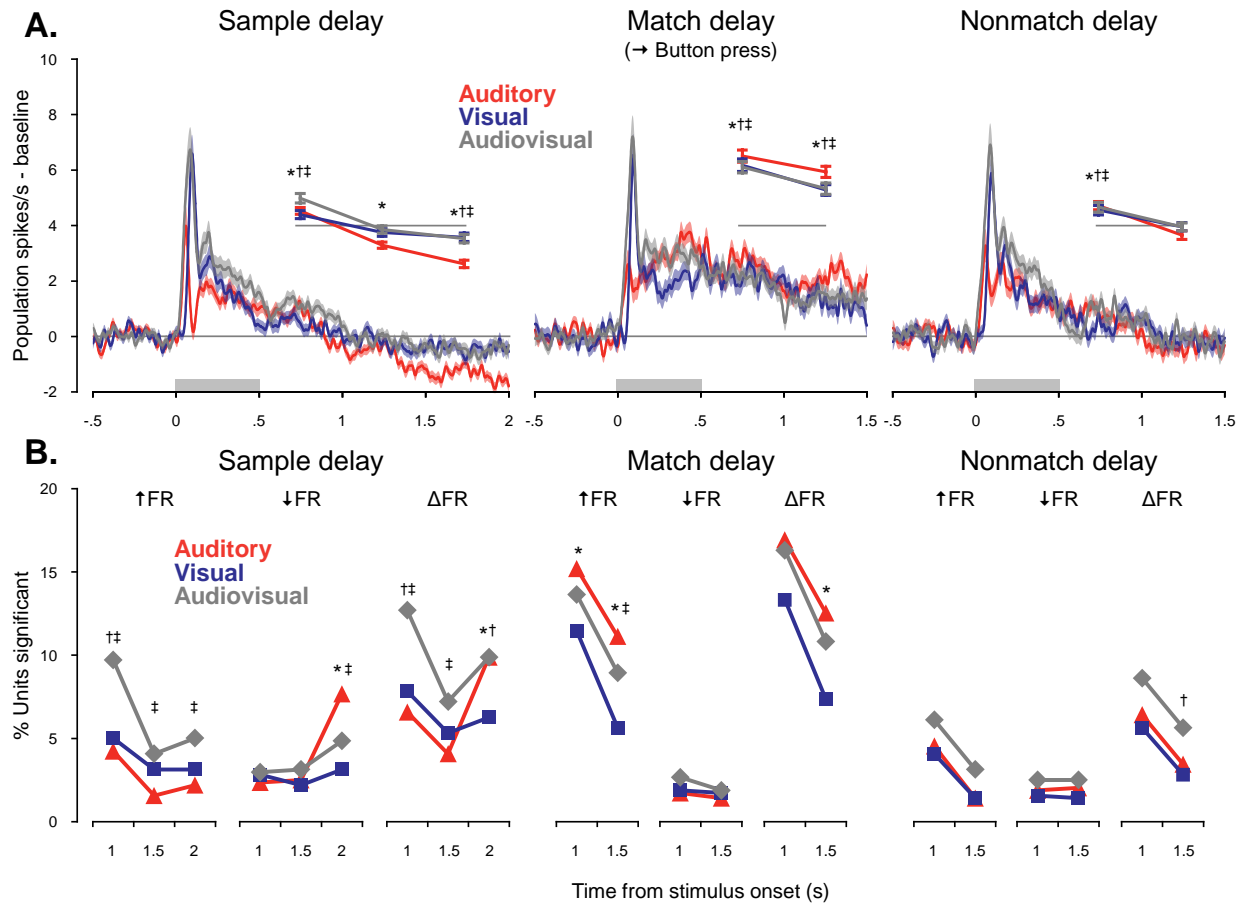 A.
Sample delay
Match delay
(→ Button press)
Nonmatch delay
Population spikes/s - baseline
10
8
6
4
2
0
-2
Auditory
Visual
Audiovisual
*†‡
*
*†‡
*†‡
*†‡
*†‡
-.5 0 .5 1 1.5 2
-.5 0 .5 1 1.5
-.5 0 .5 1 1.5
B.
Sample delay
Match delay
Nonmatch delay
% Units significant
20
15
10
5
0
↑FR ↓FR ΔFR
↑FR ↓FR ΔFR
↑FR ↓FR ΔFR
Auditory
Visual
Audiovisual
†‡
‡
‡
*‡
†‡
‡
*†
*
*‡
*
†
1 1.5 2
1 1.5 2
1 1.5 2
1 1.5
1 1.5
1 1.5
1 1.5
1 1.5
1 1.5
Time from stimulus onset (s)